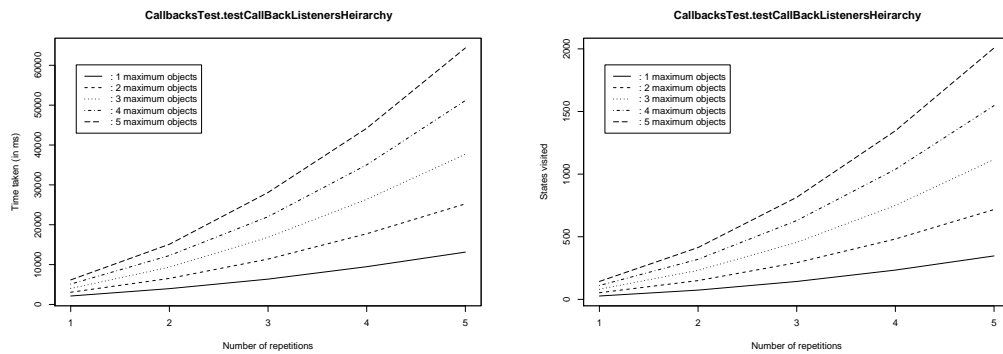 CallbacksTest.testCallBackListenersHeirarchy
Time taken (in ms)
60000
50000
40000
30000
20000
10000
0
: 1 maximum objects
: 2 maximum objects
: 3 maximum objects
: 4 maximum objects
: 5 maximum objects
1 2 3 4 5
Number of repetitions
CallbacksTest.testCallBackListenersHeirarchy
States visited
2000
1500
1000
500
0
: 1 maximum objects
: 2 maximum objects
: 3 maximum objects
: 4 maximum objects
: 5 maximum objects
1 2 3 4 5
Number of repetitions